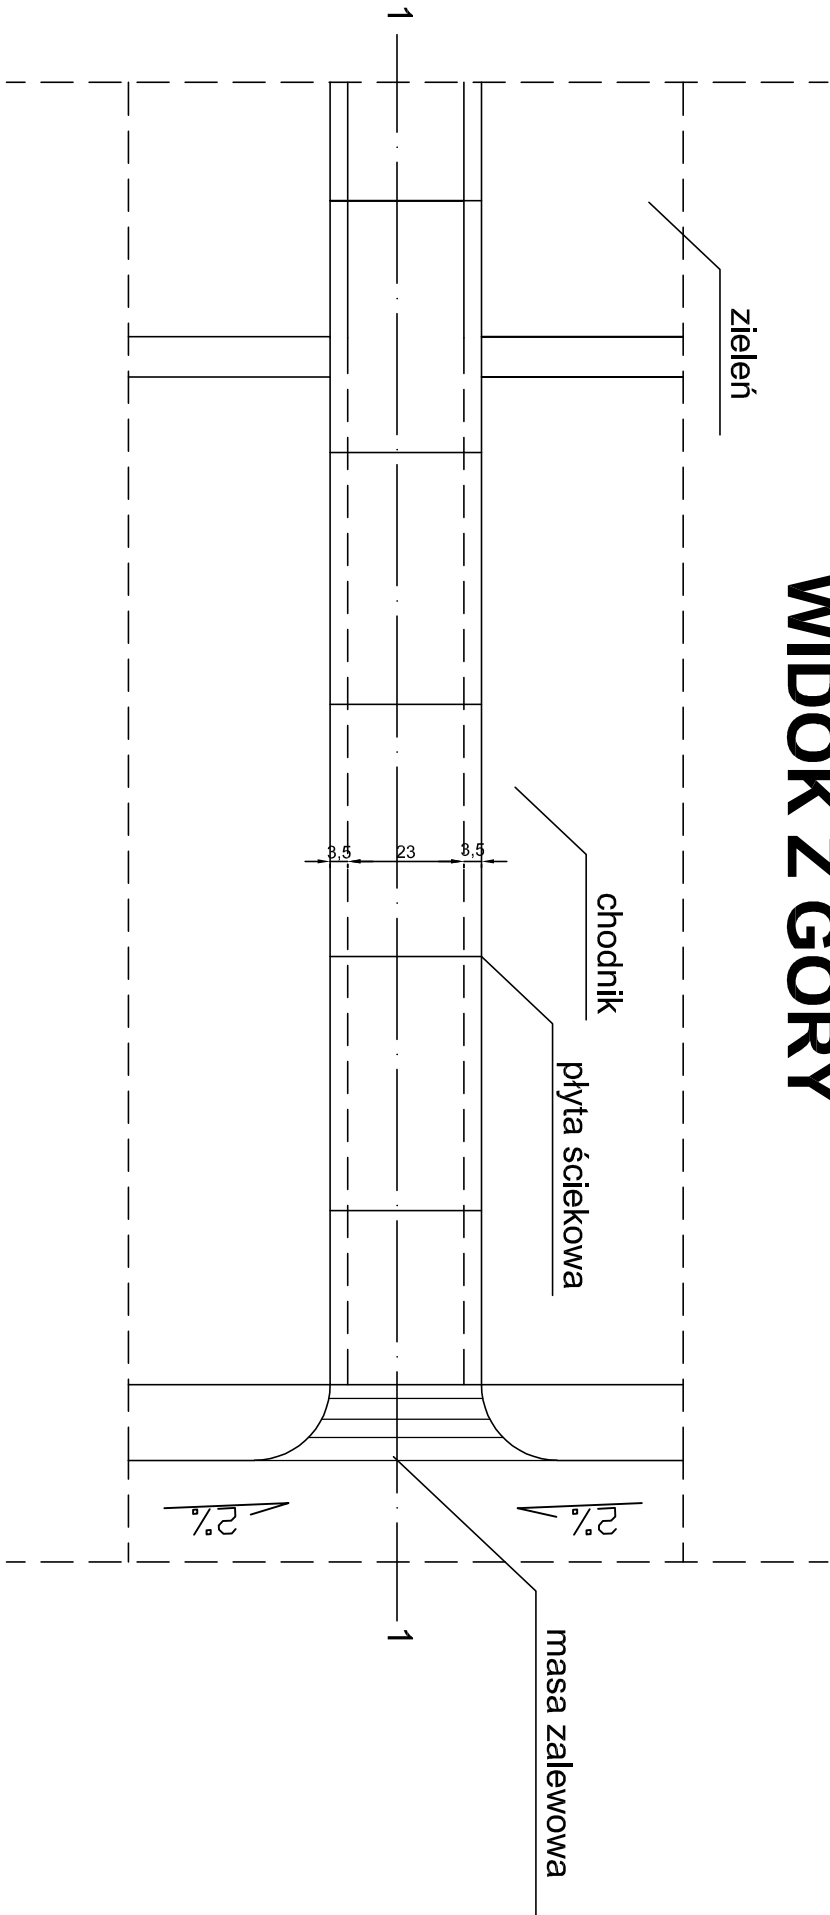 WIDOK Z GÓRY
1
zieleń
3,5
23
3,5
chodnik
płyta ściekowa
2%
2%
masa zalewowa
1